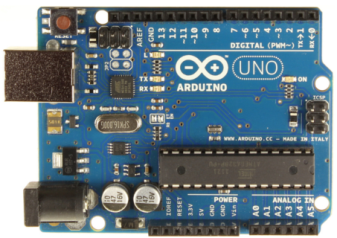 RESET
ICSP2
AREF
GND
13
12
~11
~10
~9
8
7
~6
~5
4
~3
2
TX→1
RX←0
DIGITAL (PWM~)
L
TX
RX
UNO
ARDUINO
ON
ICSP
WWW.ARDUINO.CC - MADE IN ITALY
IOREF
RESET
3.3V
5V
GND
GND
Vin
POWER
ANALOG IN
A0
A1
A2
A3
A4
A5